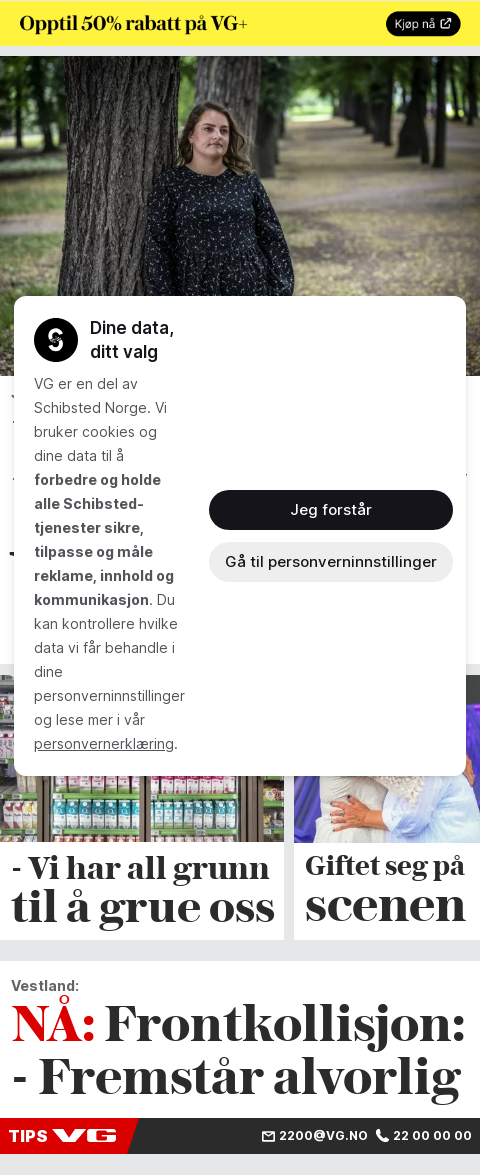 Opptil 50% rabatt på VG+
Kjøp nå
Dine data,
ditt valg
VG er en del av
Schibsted Norge. Vi
bruker cookies og
dine data til å
forbedre og holde
alle Schibsted-
tjenester sikre,
tilpasse og måle
reklame, innhold og
kommunikasjon. Du
kan kontrollere hvilke
data vi får behandle i
dine
personverninnstillinger
og lese mer i vår
personvernerklæring.
Jeg forstår
Gå til personverninnstillinger
- Vi har all grunn
til å grue oss
Giftet seg på
scenen
Vestland:
NÅ: Frontkollisjon:
- Fremstår alvorlig
TIPS VG
2200@VG.NO
22 00 00 00